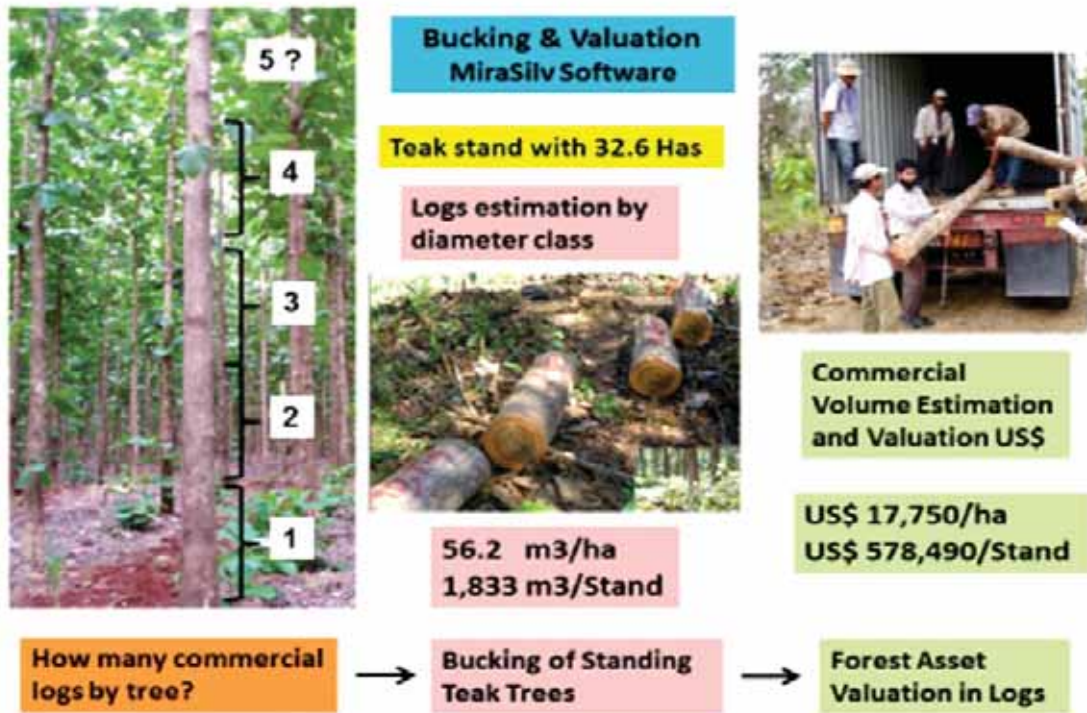 Bucking & Valuation
MiraSilv Software
Teak stand with 32.6 Has
Logs estimation by
diameter class
5 ?
4
3
2
1
56.2 m3/ha
1,833 m3/Stand
Commercial
Volume Estimation
and Valuation US$
US$ 17,750/ha
US$ 578,490/Stand
How many commercial
logs by tree?
Bucking of Standing
Teak Trees
Forest Asset
Valuation in Logs